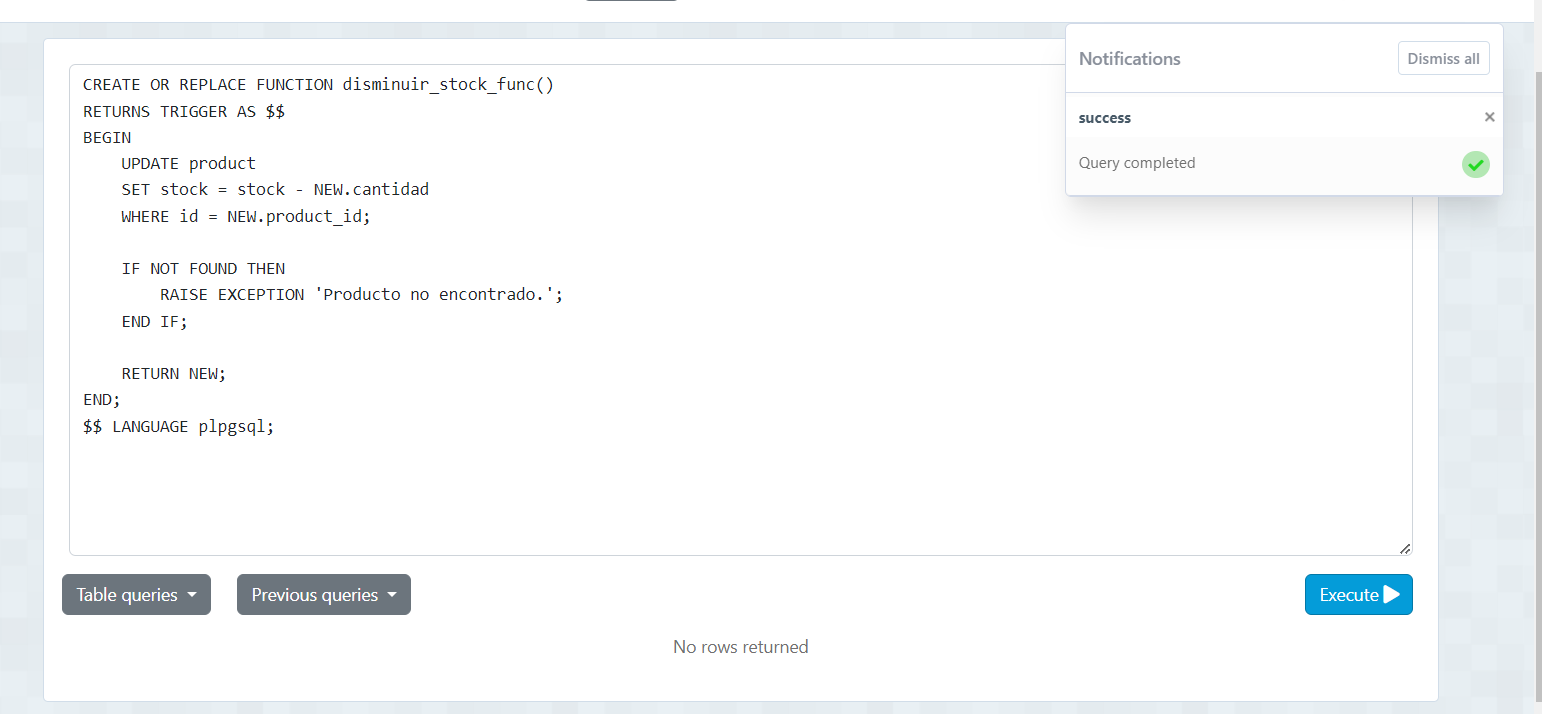 CREATE OR REPLACE FUNCTION disminuir_stock_func()
RETURNS TRIGGER AS $$
BEGIN
    UPDATE product
    SET stock = stock - NEW.cantidad
    WHERE id = NEW.product_id;

    IF NOT FOUND THEN
        RAISE EXCEPTION 'Producto no encontrado.';
    END IF;

    RETURN NEW;
END;
$$ LANGUAGE plpgsql;
Notifications
Dismiss all
success
×
Query completed
Table queries
Previous queries
Execute
No rows returned